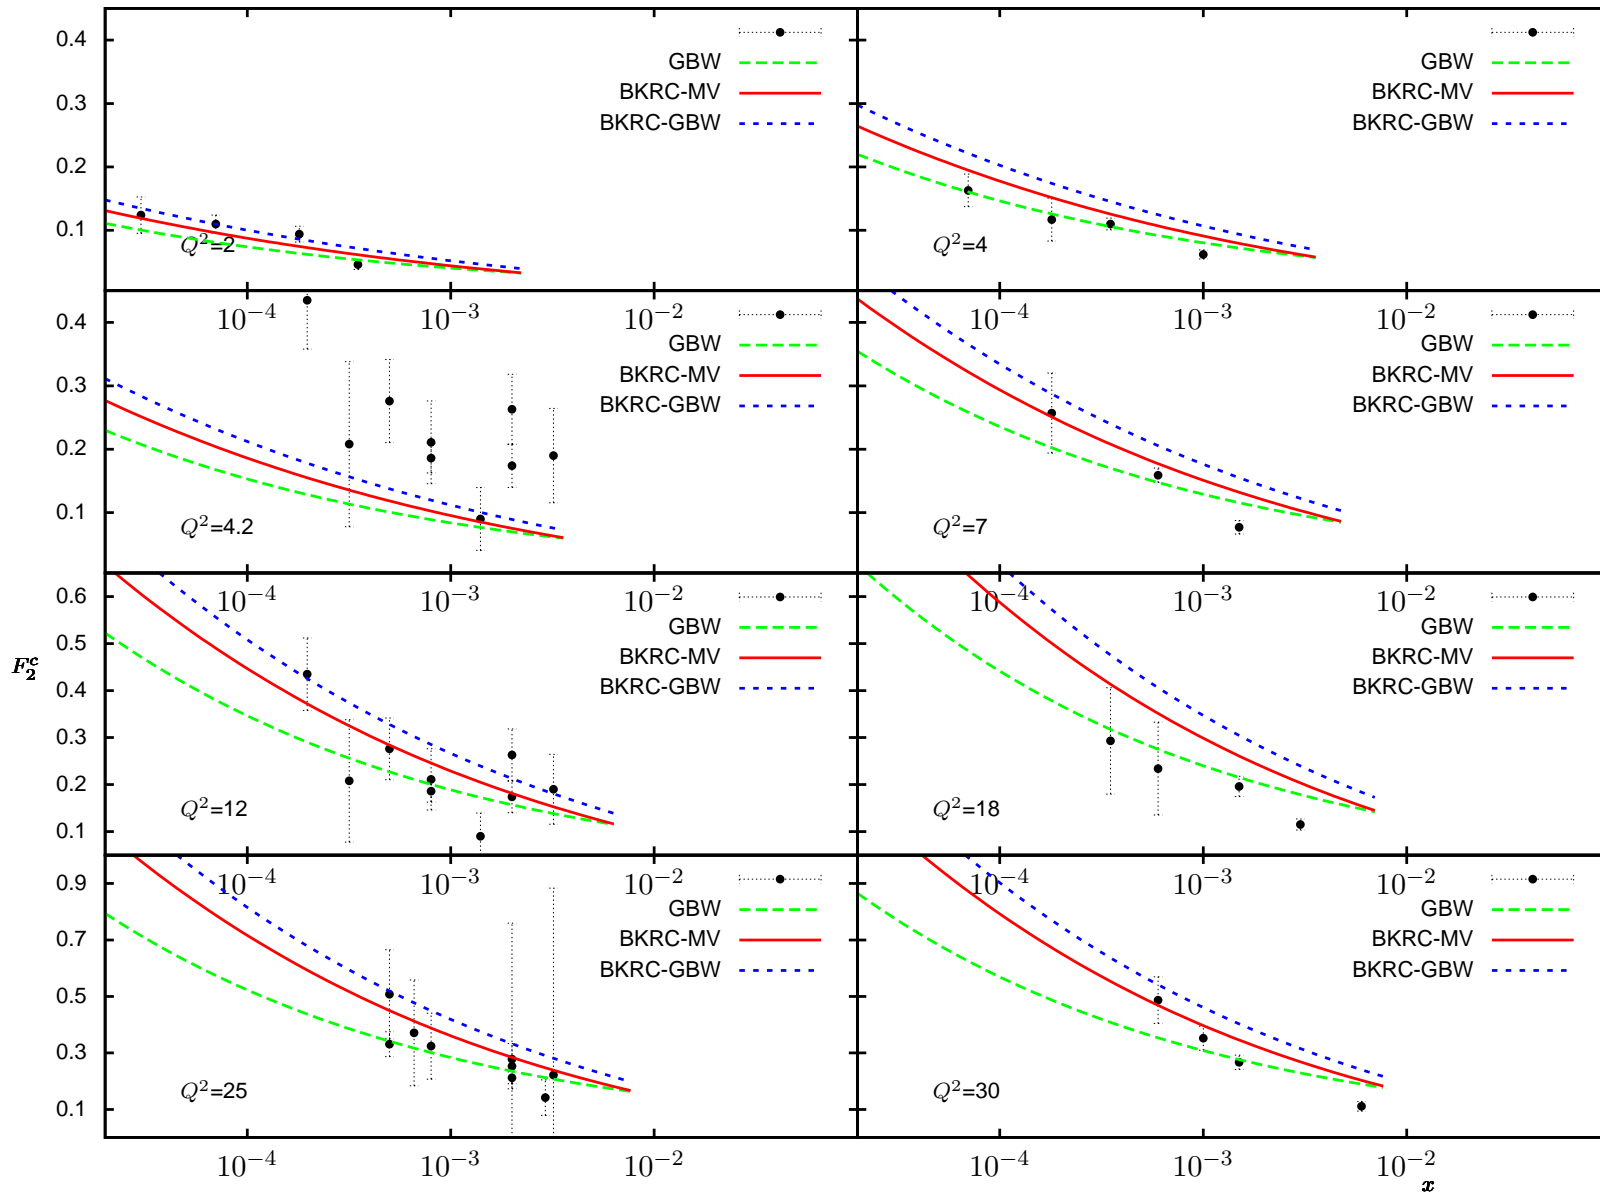 0.4
0.3
0.2
0.1
GBW
BKRC-MV
BKRC-GBW
Q²=2
GBW
BKRC-MV
BKRC-GBW
Q²=4
10⁻⁴ 10⁻³ 10⁻² 10⁻⁴ 10⁻³ 10⁻²
0.4
0.3
0.2
0.1
GBW
BKRC-MV
BKRC-GBW
Q²=4.2
GBW
BKRC-MV
BKRC-GBW
Q²=7
10⁻⁴ 10⁻³ 10⁻² 10⁻⁴ 10⁻³ 10⁻²
F₂ᶜ
0.6
0.5
0.4
0.3
0.2
0.1
GBW
BKRC-MV
BKRC-GBW
Q²=12
GBW
BKRC-MV
BKRC-GBW
Q²=18
10⁻⁴ 10⁻³ 10⁻² 10⁻⁴ 10⁻³ 10⁻²
0.9
0.7
0.5
0.3
0.1
GBW
BKRC-MV
BKRC-GBW
Q²=25
GBW
BKRC-MV
BKRC-GBW
Q²=30
10⁻⁴ 10⁻³ 10⁻² 10⁻⁴ 10⁻³ 10⁻²
x